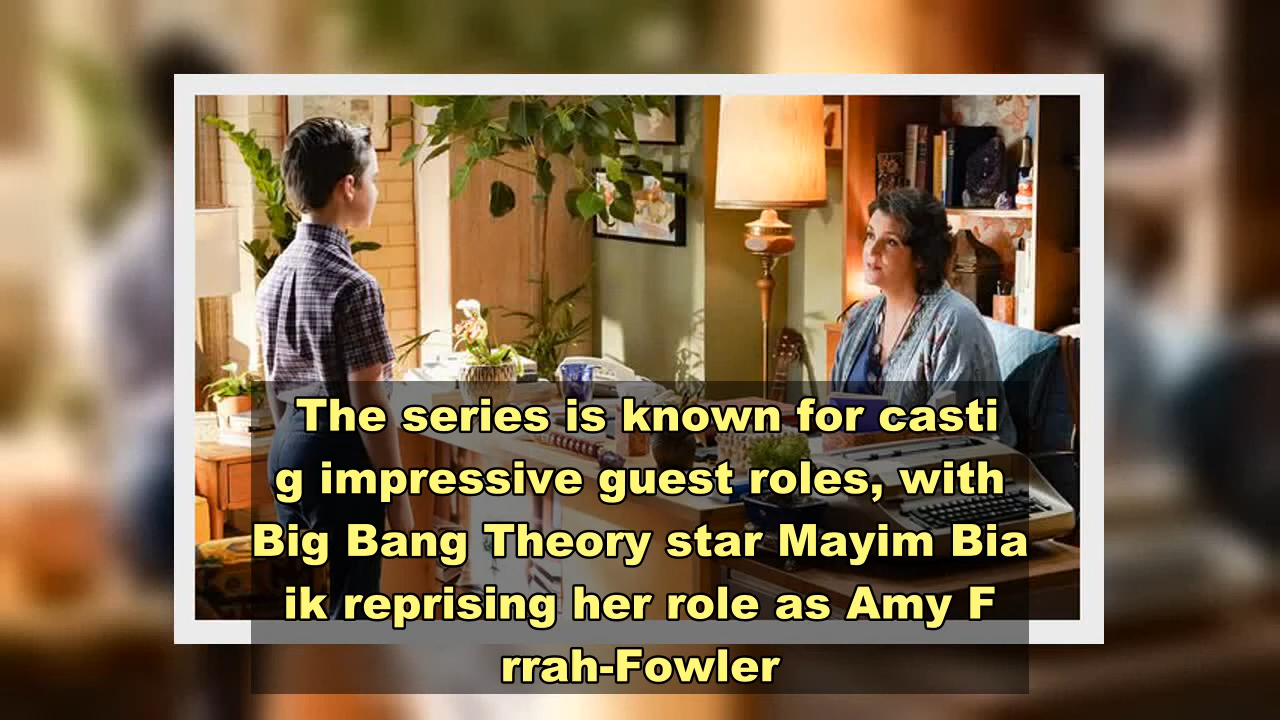 The series is known for casti
g impressive guest roles, with
Big Bang Theory star Mayim Bia
ik reprising her role as Amy F
rrah-Fowler